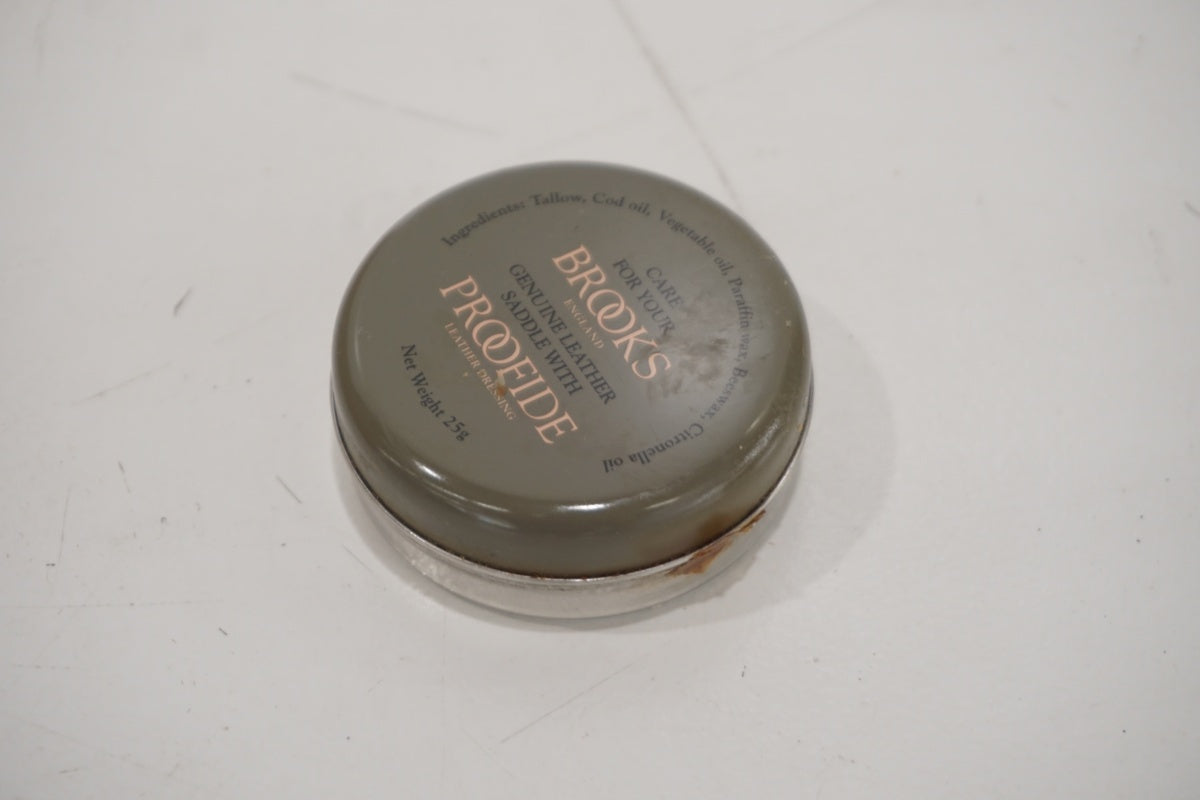 Ingredients: Tallow, Cod oil, Vegetable oil, Paraffin wax, Beeswax, Citronella oil
CARE
FOR YOUR
BROOKS
ENGLAND
GENUINE LEATHER
SADDLE WITH
PROOFIDE
LEATHER DRESSING
Net Weight 25g